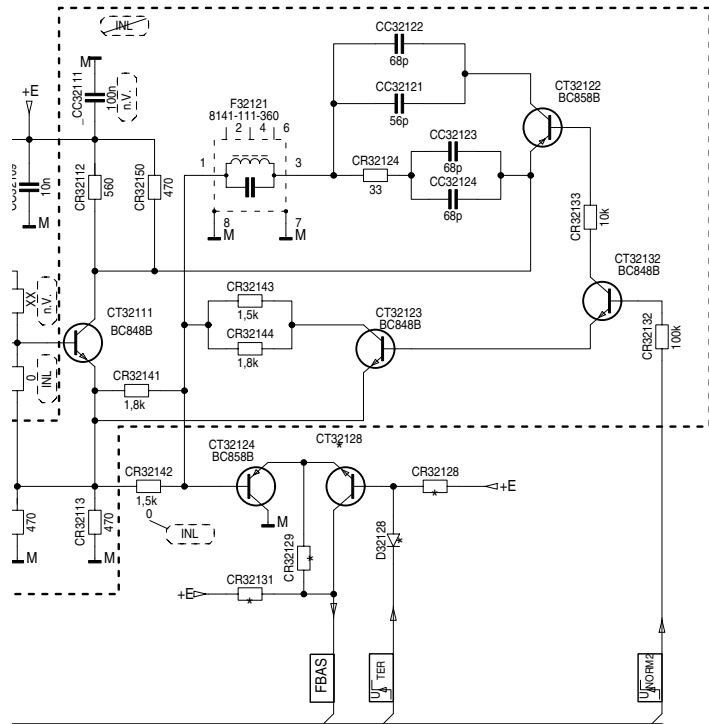 INL
M
+E
_CC32111
100n
n.V.
CC32122
68p
CC32121
56p
CT32122
BC858B
F32121
8141-111-360
2 4 6
1
3
8
7
M
M
CR32124
33
CC32123
68p
CC32124
68p
10n
M
CR32112
560
CR32150
470
CR32133
10k
CT32132
BC848B
CR32132
100k
XX
n.V.
0
INL
CT32111
BC848B
CR32143
1,5k
CR32144
1,8k
CT32123
BC848B
CR32141
1,8k
CT32124
BC858B
CT32128
*
CR32142
1,5k
0
INL
CR32128
*
+E
470
M
CR32113
470
M
M
CR32129
*
D32128
*
+E
CR32131
*
FBAS
U TER
U NORM2